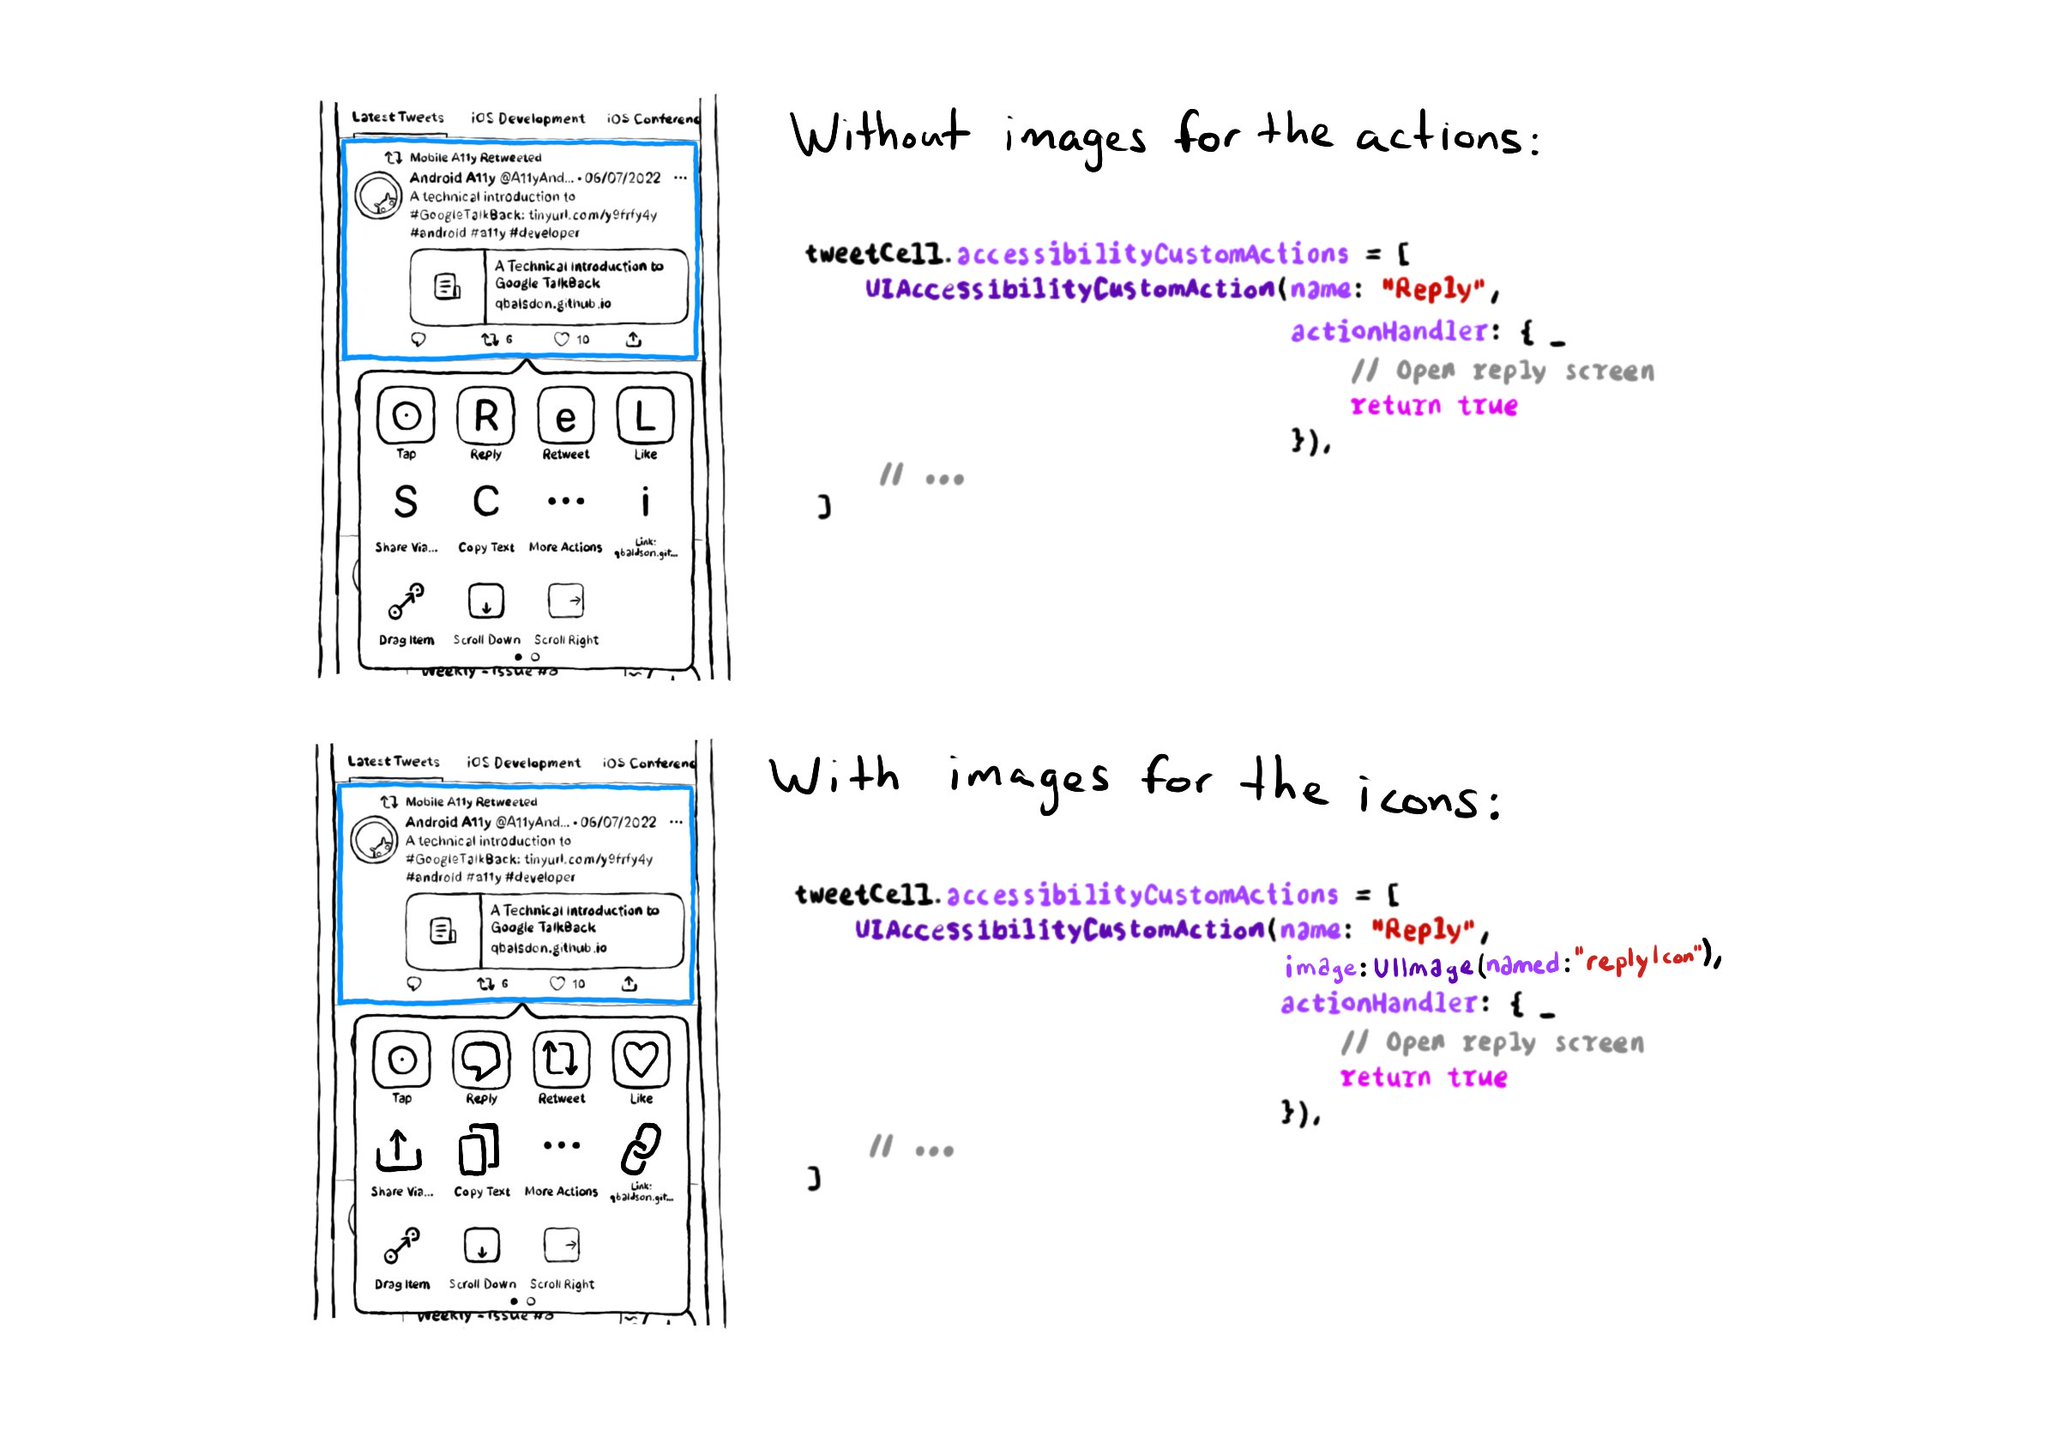 Latest Tweets iOS Development iOS Conferenc
Mobile A11y Retweeted
Android A11y @A11yAnd... • 06/07/2022 ...
A technical introduction to
#GoogleTalkBack: tinyurl.com/y9frfy4y
#android #a11y #developer
A Technical introduction to
Google TalkBack
qbalsdon.github.io
6 10
R e L
Tap Reply Retweet Like
S C ... i
Share Via... Copy Text More Actions Link:
qbaldson.git...
Drag Item Scroll Down Scroll Right
Weekly - Issue #8
Without images for the actions:
tweetCell.accessibilityCustomActions = [
UIAccessibilityCustomAction(name: "Reply",
actionHandler: { _
// Open reply screen
return true
}),
// ...
]
Latest Tweets iOS Development iOS Conferenc
Mobile A11y Retweeted
Android A11y @A11yAnd... • 06/07/2022 ...
A technical introduction to
#GoogleTalkBack: tinyurl.com/y9frfy4y
#android #a11y #developer
A Technical introduction to
Google TalkBack
qbalsdon.github.io
6 10
Tap Reply Retweet Like
...
Share Via... Copy Text More Actions Link:
qbaldson.git...
Drag Item Scroll Down Scroll Right
Weekly - Issue #8
With images for the icons:
tweetCell.accessibilityCustomActions = [
UIAccessibilityCustomAction(name: "Reply",
image: UIImage(named: "replyIcon"),
actionHandler: { _
// Open reply screen
return true
}),
// ...
]